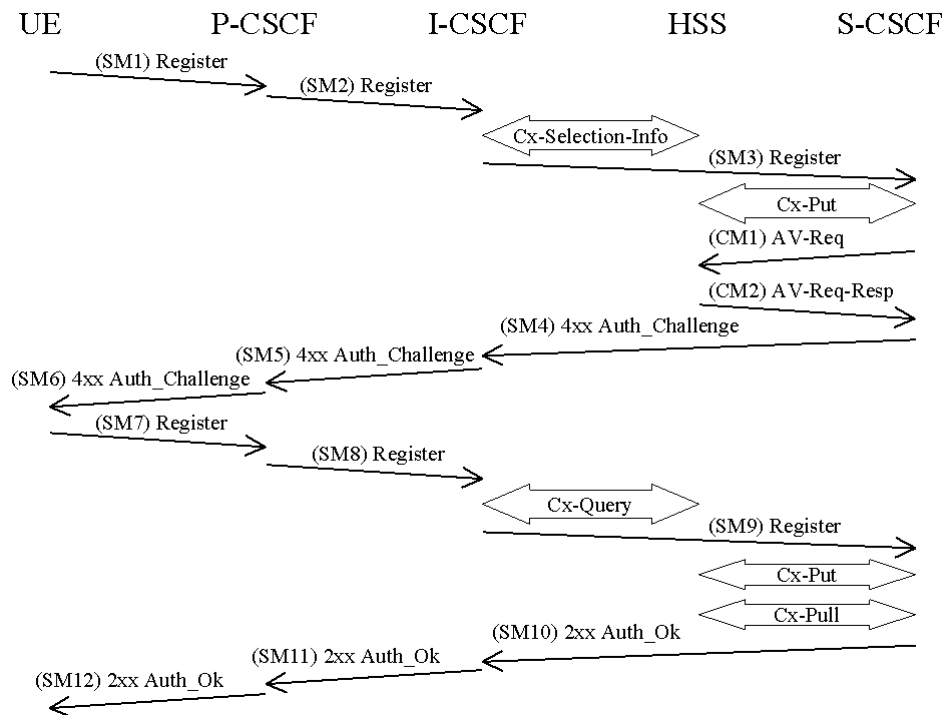 UE P-CSCF I-CSCF HSS S-CSCF
(SM1) Register
(SM2) Register
Cx-Selection-Info
(SM3) Register
Cx-Put
(CM1) AV-Req
(CM2) AV-Req-Resp
(SM4) 4xx Auth_Challenge
(SM5) 4xx Auth_Challenge
(SM6) 4xx Auth_Challenge
(SM7) Register
(SM8) Register
Cx-Query
(SM9) Register
Cx-Put
Cx-Pull
(SM10) 2xx Auth_Ok
(SM11) 2xx Auth_Ok
(SM12) 2xx Auth_Ok